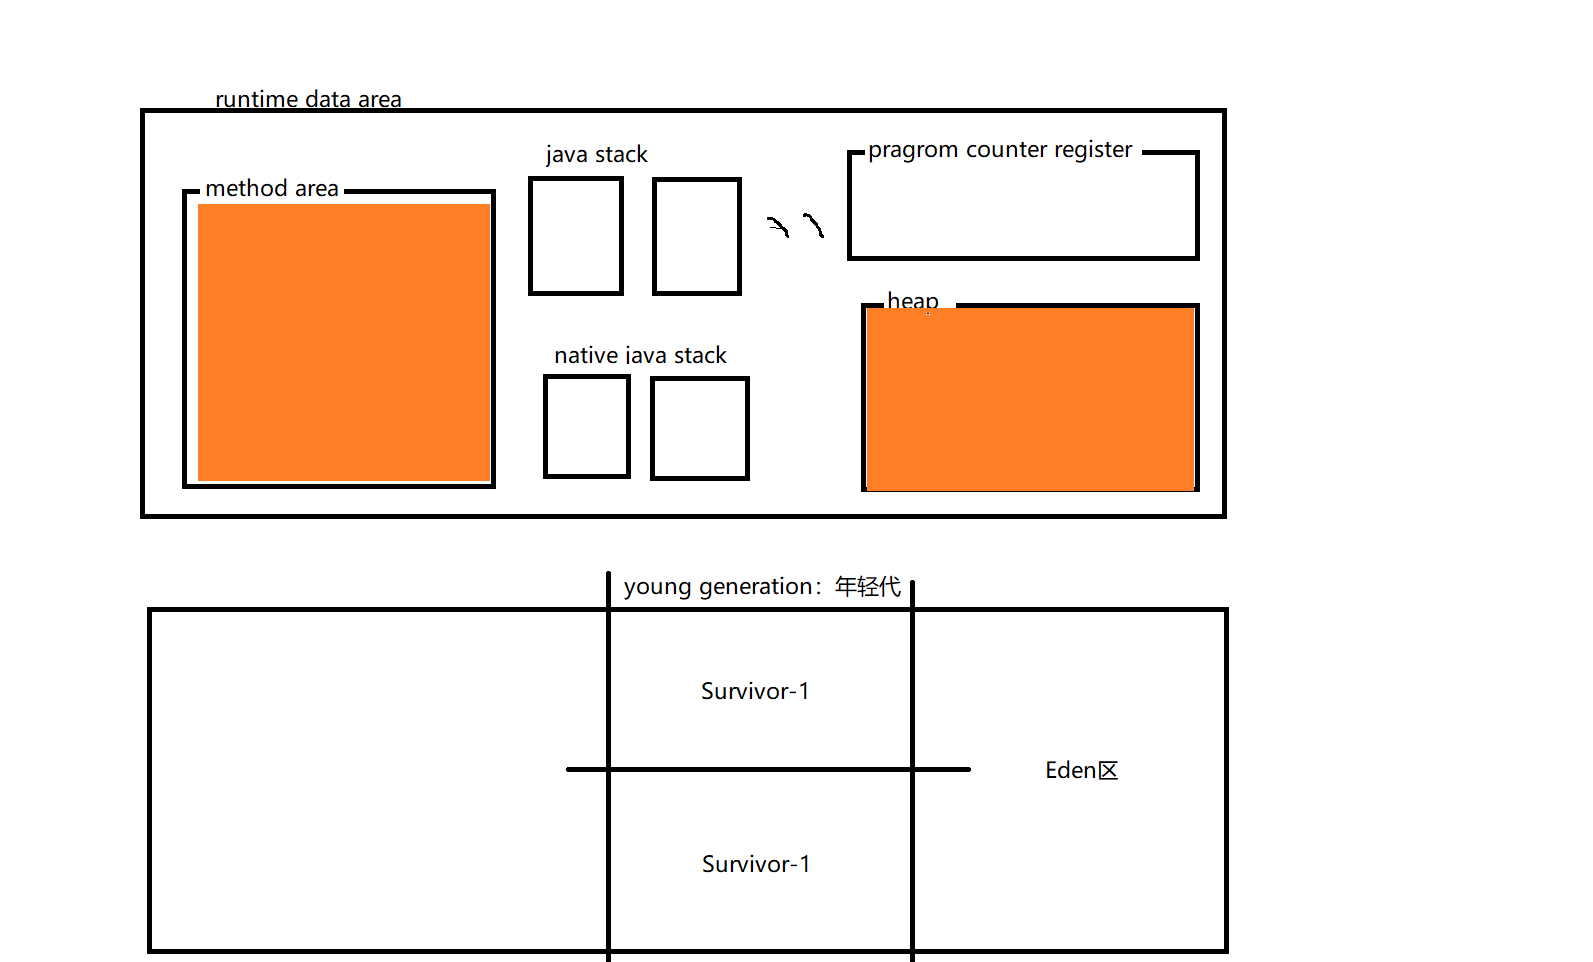 runtime data area
java stack
pragrom counter register
method area
heap
native java stack
young generation：年轻代
Survivor-1
Eden区
Survivor-1